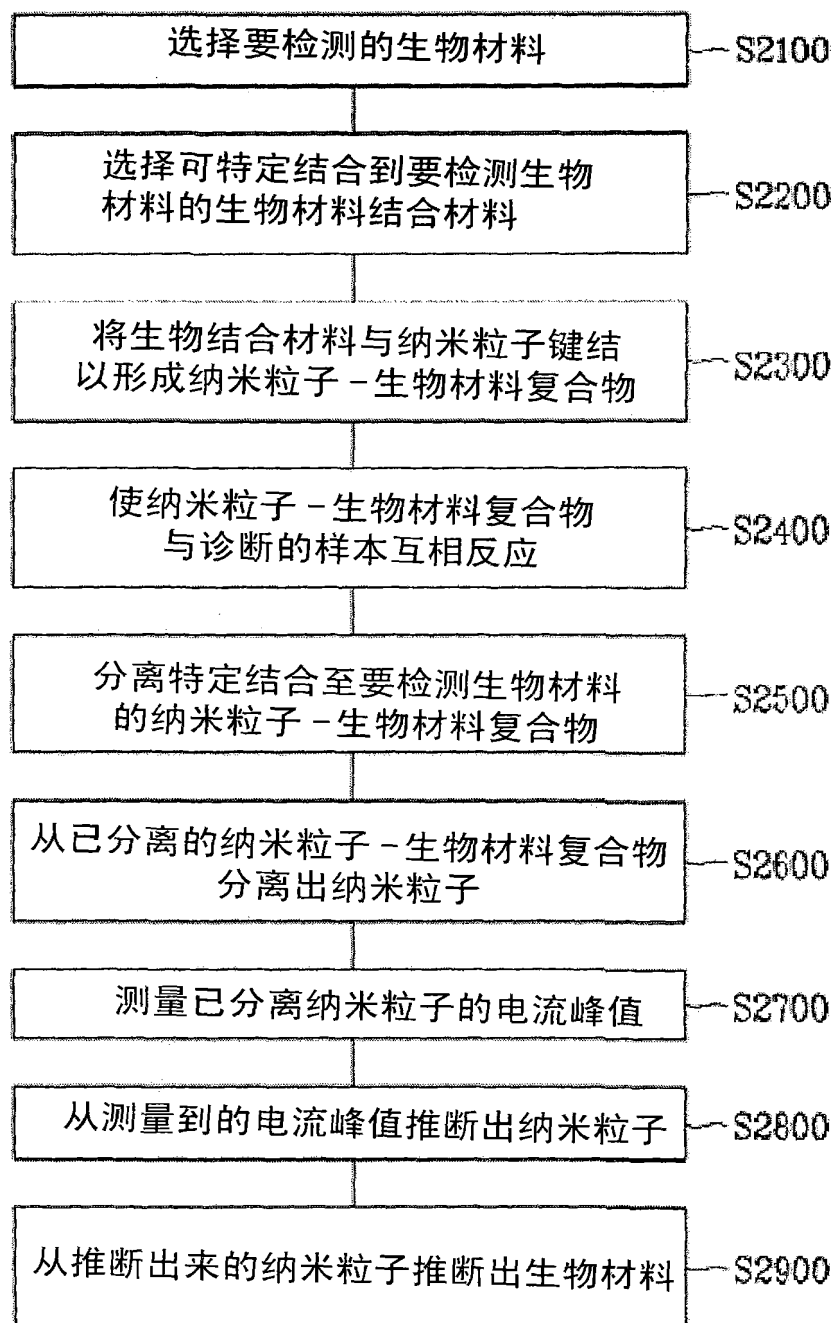 选择要检测的生物材料
S2100
选择可特定结合到要检测生物
材料的生物材料结合材料
S2200
将生物结合材料与纳米粒子键结
以形成纳米粒子-生物材料复合物
S2300
使纳米粒子-生物材料复合物
与诊断的样本互相反应
S2400
分离特定结合至要检测生物材料
的纳米粒子-生物材料复合物
S2500
从已分离的纳米粒子-生物材料复合物
分离出纳米粒子
S2600
测量已分离纳米粒子的电流峰值
S2700
从测量到的电流峰值推断出纳米粒子
S2800
从推断出来的纳米粒子推断出生物材料
S2900